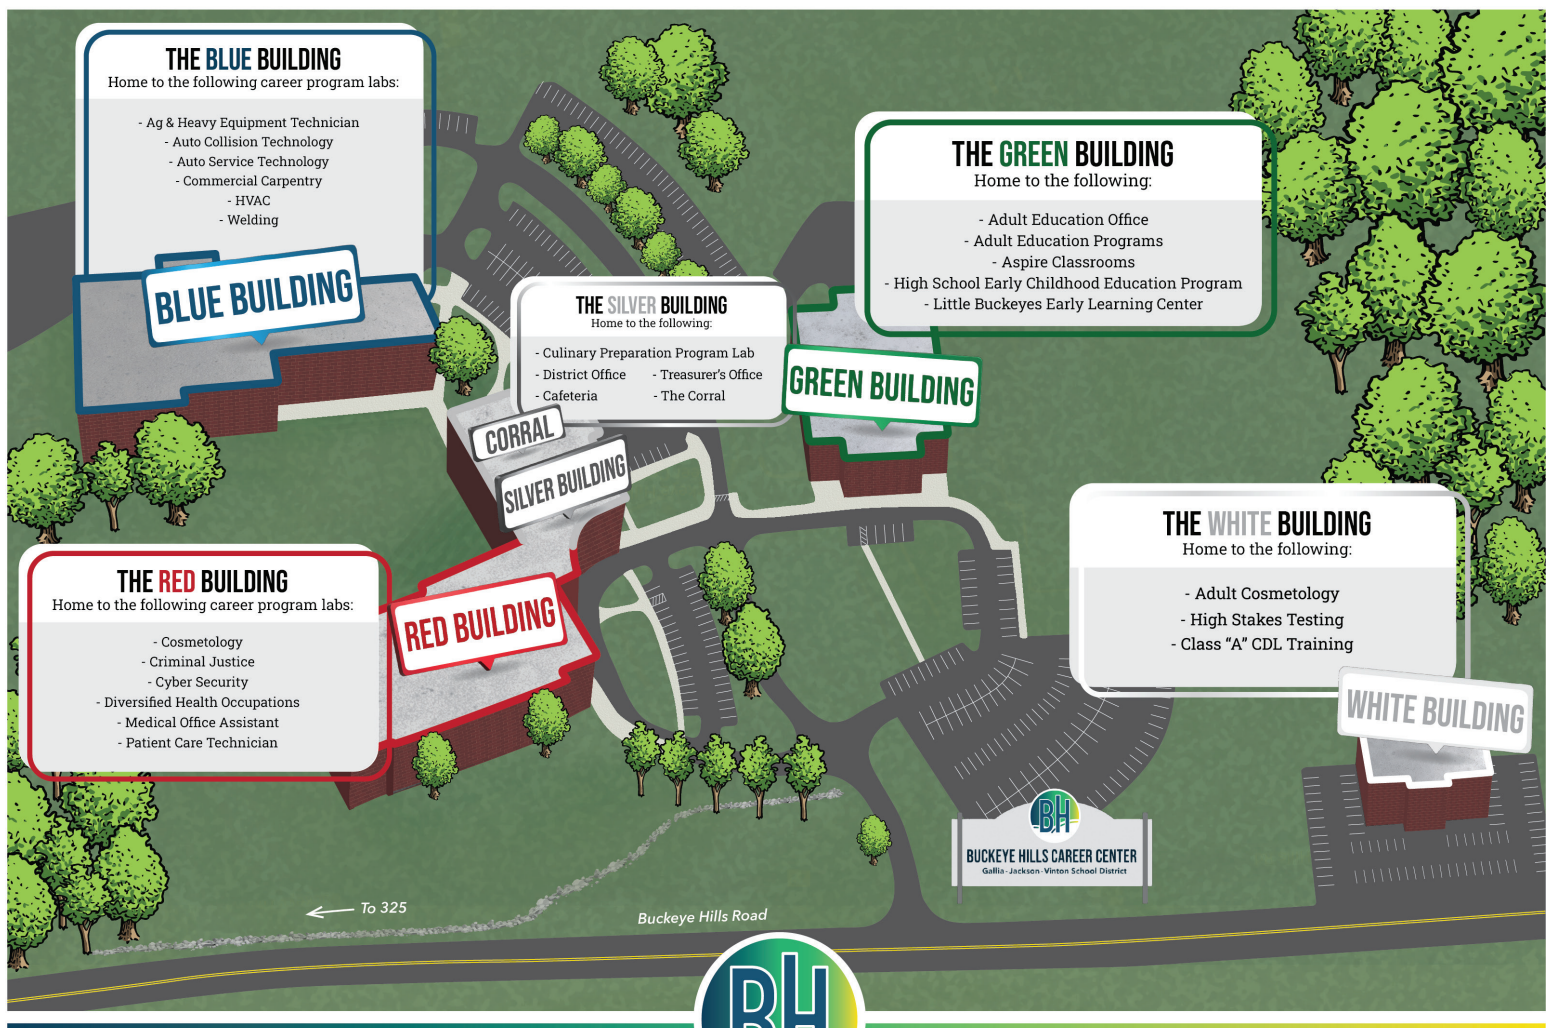 THE BLUE BUILDING
Home to the following career program labs:
- Ag & Heavy Equipment Technician
- Auto Collision Technology
- Auto Service Technology
- Commercial Carpentry
- HVAC
- Welding
BLUE BUILDING
THE GREEN BUILDING
Home to the following:
- Adult Education Office
- Adult Education Programs
- Aspire Classrooms
- High School Early Childhood Education Program
- Little Buckeyes Early Learning Center
GREEN BUILDING
THE SILVER BUILDING
Home to the following:
- Culinary Preparation Program Lab
- District Office - Treasurer's Office
- Cafeteria - The Corral
CORRAL
SILVER BUILDING
THE RED BUILDING
Home to the following career program labs:
- Cosmetology
- Criminal Justice
- Cyber Security
- Diversified Health Occupations
- Medical Office Assistant
- Patient Care Technician
RED BUILDING
THE WHITE BUILDING
Home to the following:
- Adult Cosmetology
- High Stakes Testing
- Class “A” CDL Training
WHITE BUILDING
BH
BUCKEYE HILLS CAREER CENTER
Gallia-Jackson-Vinton School District
To 325
Buckeye Hills Road
BH